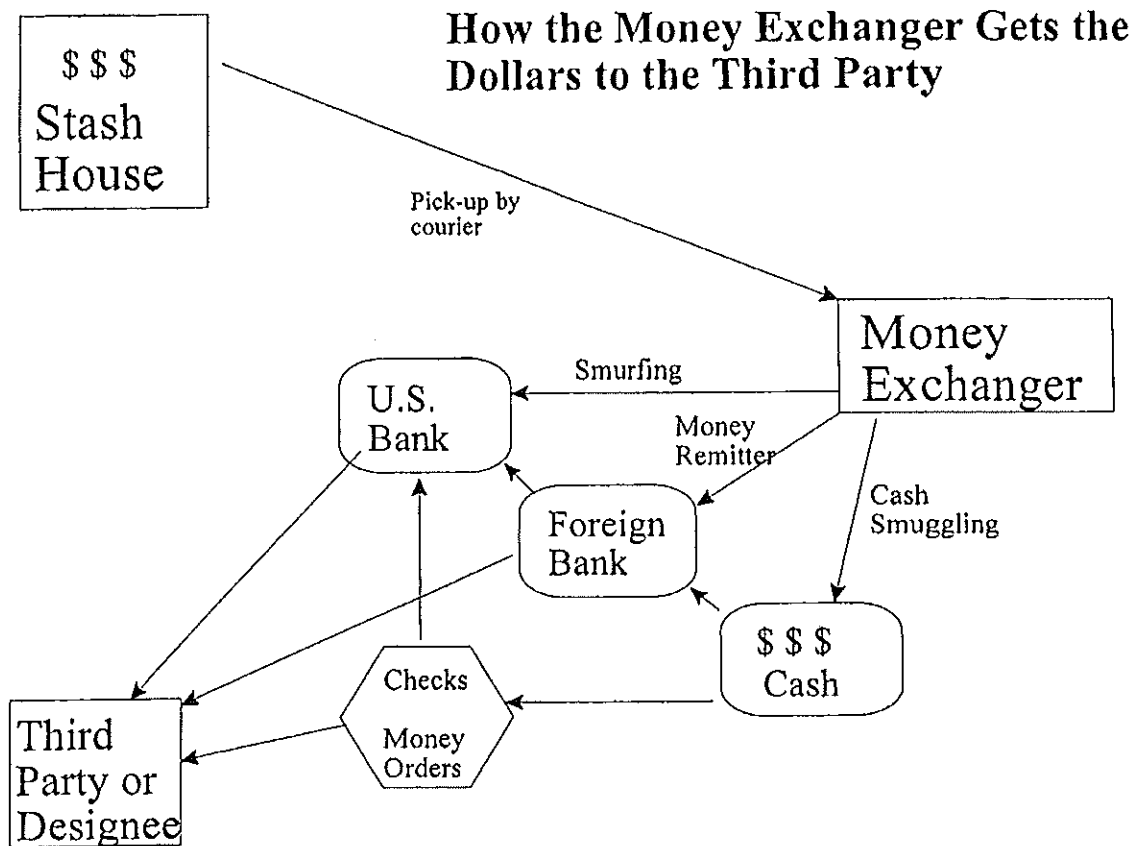 How the Money Exchanger Gets the
Dollars to the Third Party
$ $ $
Stash
House
Pick-up by
courier
Money
Exchanger
Smurfing
U.S.
Bank
Money
Remitter
Cash
Smuggling
Foreign
Bank
$ $ $
Cash
Checks
Money
Orders
Third
Party or
Designee